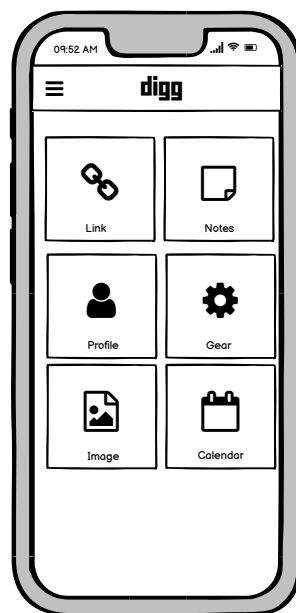 09:52 AM
digg
Link
Notes
Profile
Gear
Image
Calendar